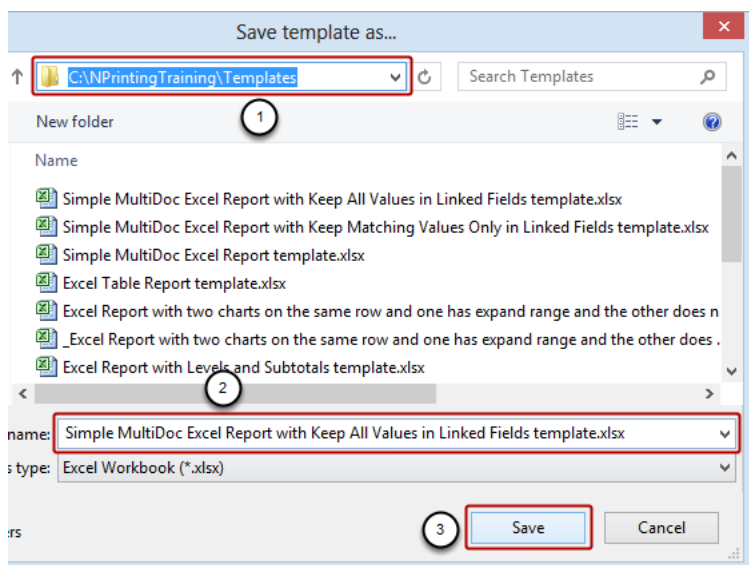 Save template as...
C:\NPrintingTraining\Templates
Search Templates
1
New folder
Name
Simple MultiDoc Excel Report with Keep All Values in Linked Fields template.xlsx
Simple MultiDoc Excel Report with Keep Matching Values Only in Linked Fields template.xlsx
Simple MultiDoc Excel Report template.xlsx
Excel Table Report template.xlsx
Excel Report with two charts on the same row and one has expand range and the other does n
_Excel Report with two charts on the same row and one has expand range and the other does .
Excel Report with Levels and Subtotals template.xlsx
2
name: Simple MultiDoc Excel Report with Keep All Values in Linked Fields template.xlsx
s type: Excel Workbook (*.xlsx)
ers
3
Save
Cancel